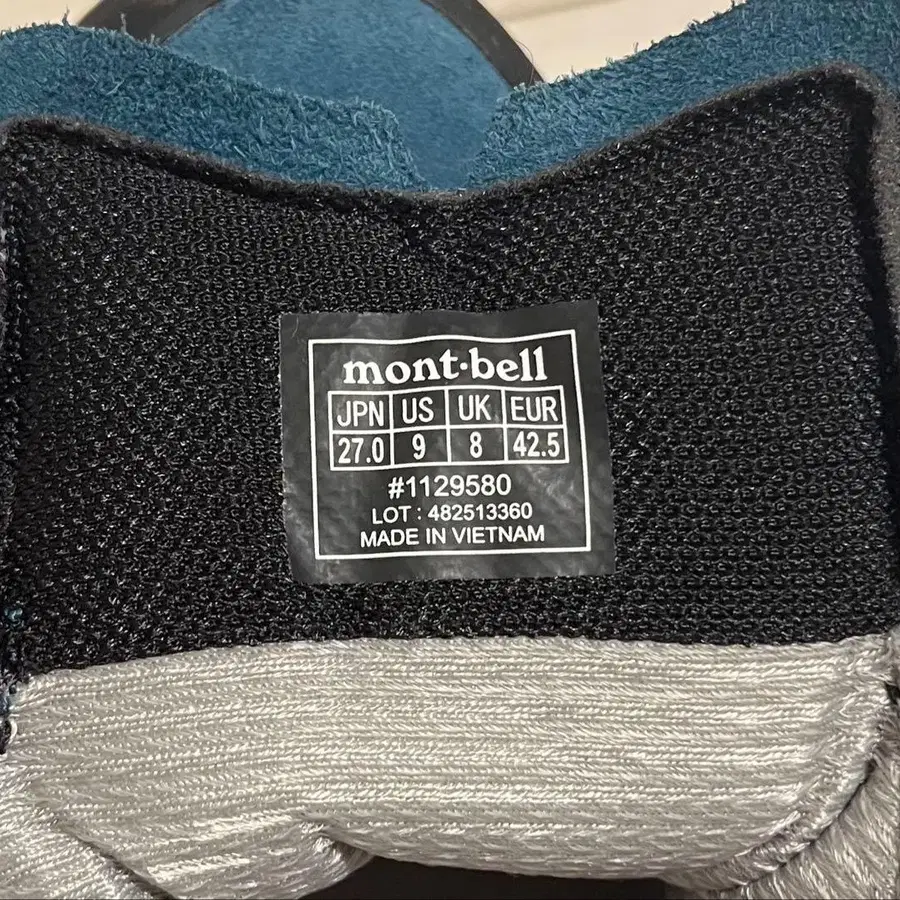 mont-bell
JPN US UK EUR
27.0 9 8 42.5
#1129580
LOT : 482513360
MADE IN VIETNAM